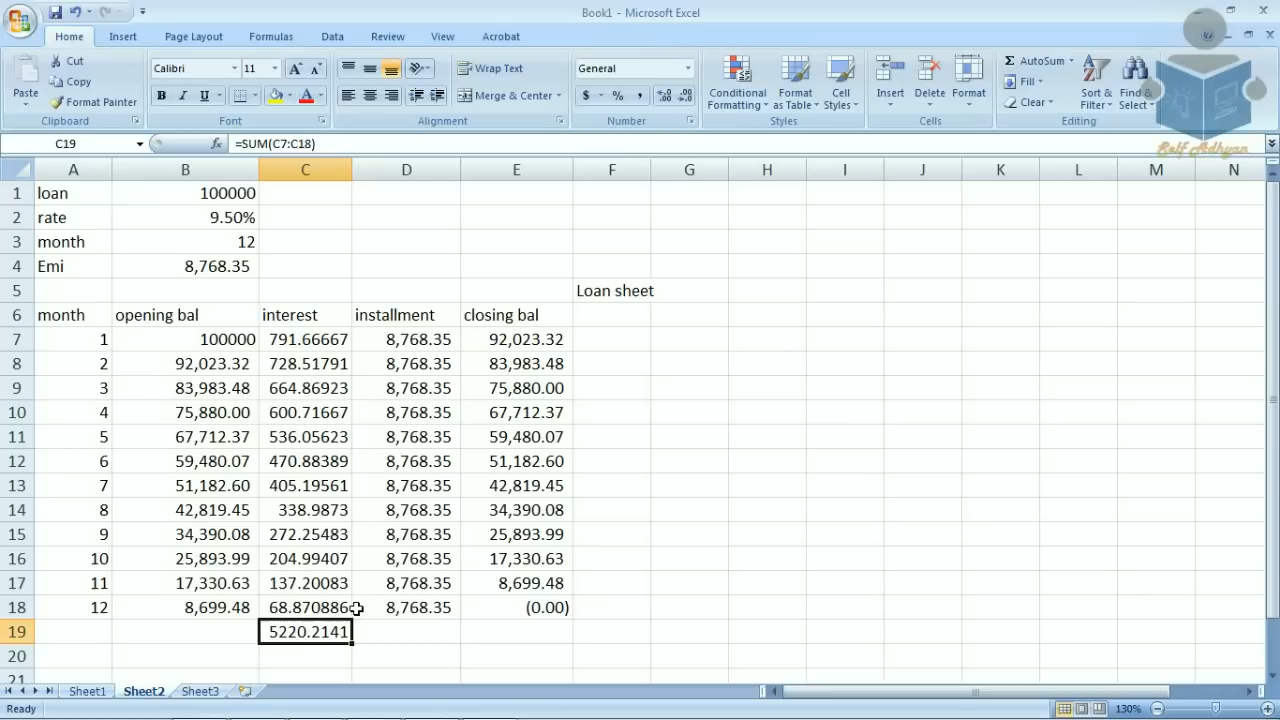 Book1 - Microsoft Excel
Home Insert Page Layout Formulas Data Review View Acrobat
Paste Cut Copy Format Painter
Calibri 11
B I U A
Wrap Text
Merge & Center
General
$ % ,
Conditional Formatting
Format as Table
Cell Styles
Insert Delete Format
AutoSum
Fill
Clear
Sort & Filter
Find & Select
Clipboard Font Alignment Number Styles Cells Editing
Self Adhyan
C19 fx =SUM(C7:C18)
A B C D E F G H I J K L M N
1 loan 100000
2 rate 9.50%
3 month 12
4 Emi 8,768.35
5 Loan sheet
6 month opening bal interest installment closing bal
7 1 100000 791.66667 8,768.35 92,023.32
8 2 92,023.32 728.51791 8,768.35 83,983.48
9 3 83,983.48 664.86923 8,768.35 75,880.00
10 4 75,880.00 600.71667 8,768.35 67,712.37
11 5 67,712.37 536.05623 8,768.35 59,480.07
12 6 59,480.07 470.88389 8,768.35 51,182.60
13 7 51,182.60 405.19561 8,768.35 42,819.45
14 8 42,819.45 338.9873 8,768.35 34,390.08
15 9 34,390.08 272.25483 8,768.35 25,893.99
16 10 25,893.99 204.99407 8,768.35 17,330.63
17 11 17,330.63 137.20083 8,768.35 8,699.48
18 12 8,699.48 68.870886 8,768.35 (0.00)
19 5220.2141
20
21
Sheet1 Sheet2 Sheet3
Ready 130%